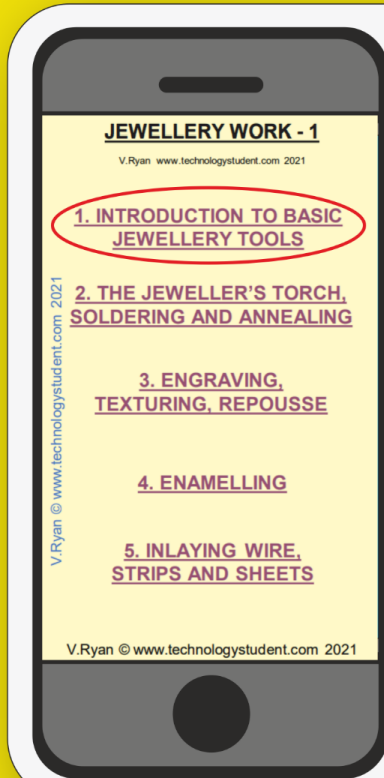 JEWELLERY WORK - 1
V.Ryan www.technologystudent.com 2021
1. INTRODUCTION TO BASIC
JEWELLERY TOOLS
2. THE JEWELLER'S TORCH,
SOLDERING AND ANNEALING
3. ENGRAVING,
TEXTURING, REPOUSSE
4. ENAMELLING
5. INLAYING WIRE,
STRIPS AND SHEETS
V.Ryan © www.technologystudent.com 2021
V.Ryan © www.technologystudent.com 2021